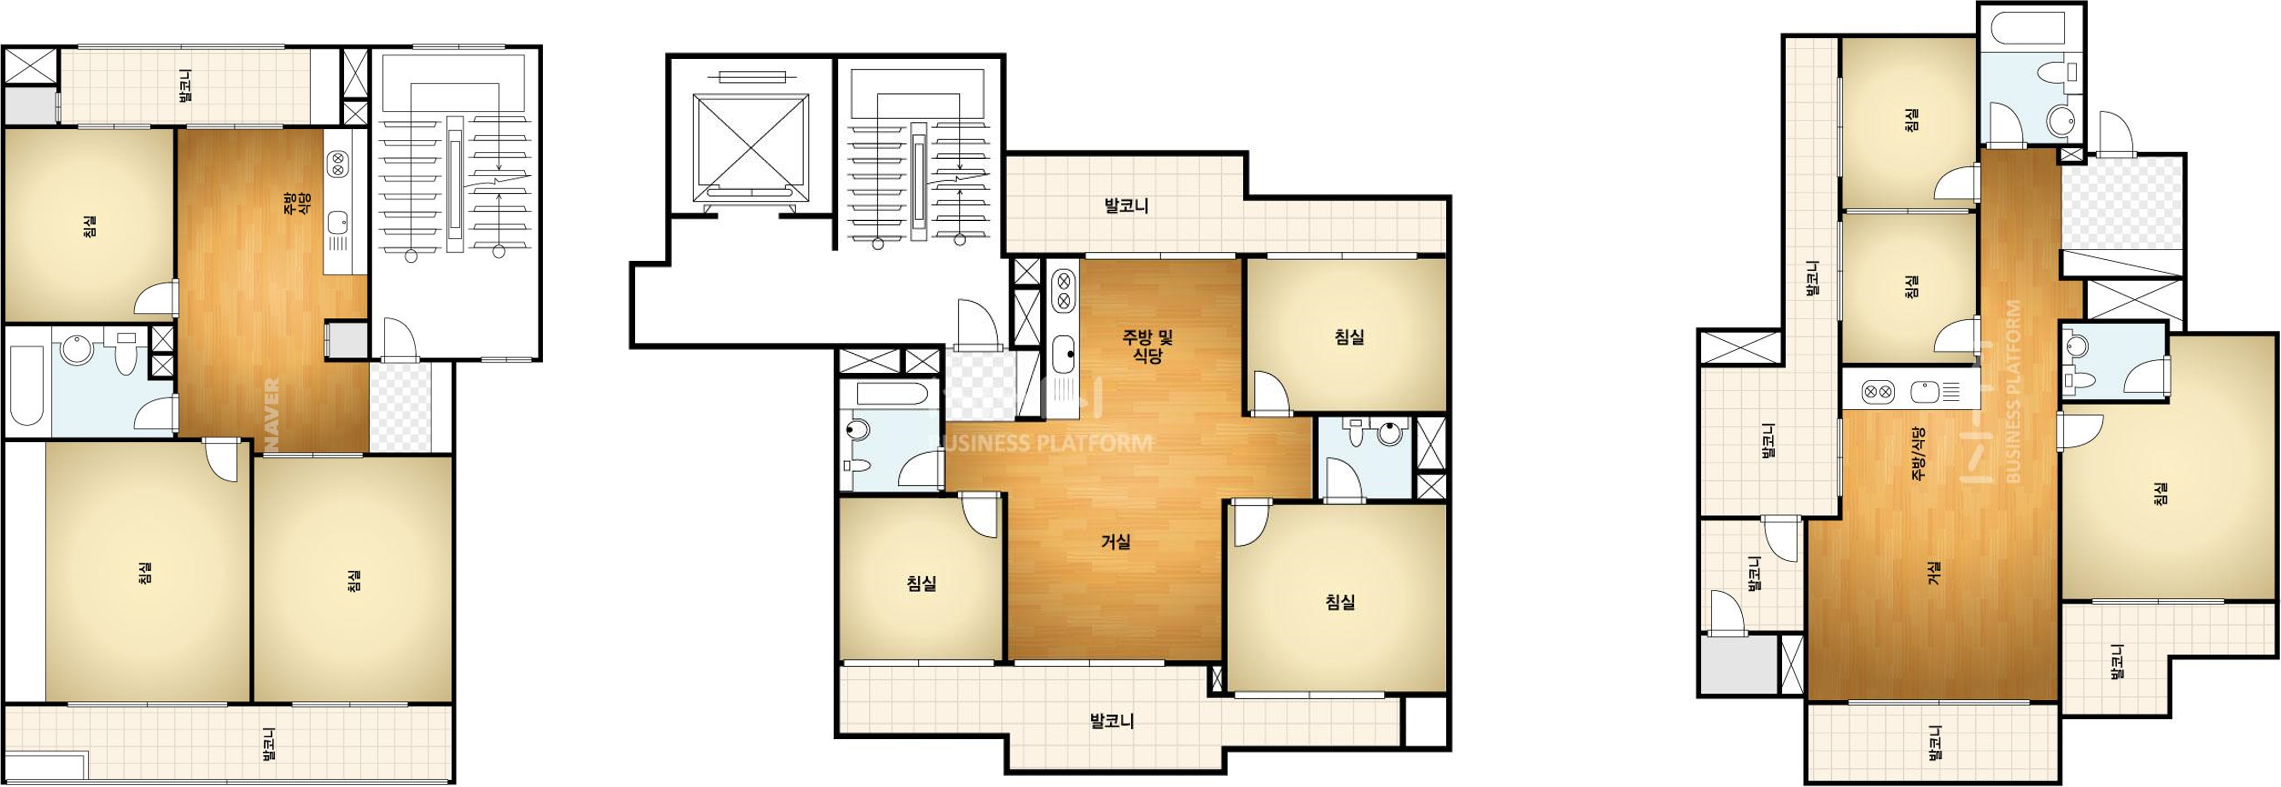 발코니
침실
주방
식당
NAVER
침실
침실
발코니
발코니
주방 및
식당
침실
BUSINESS PLATFORM
거실
침실
침실
발코니
침실
침실
발코니
BUSINESS PLATFORM
발코니
주방/식당
침실
발코니
거실
발코니
발코니